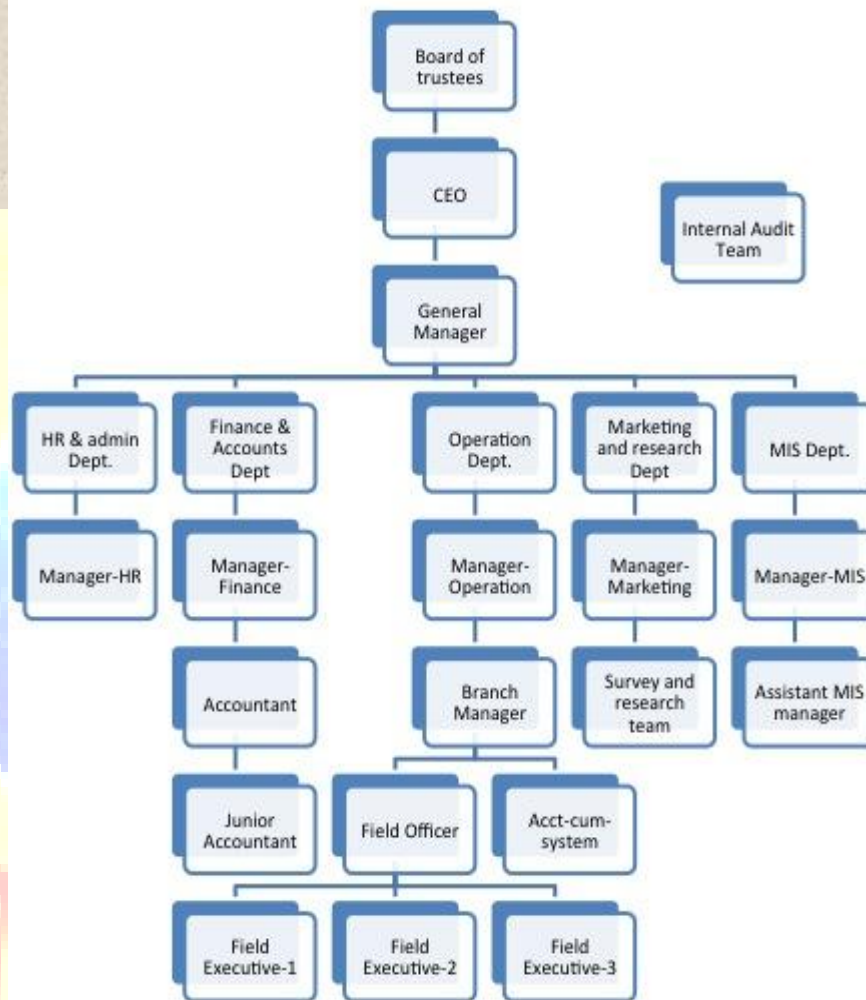 Board of
trustees
CEO
Internal Audit
Team
General
Manager
HR & admin
Dept.
Finance &
Accounts
Dept
Operation
Dept.
Marketing
and research
Dept
MIS Dept.
Manager-HR
Manager-
Finance
Manager-
Operation
Manager-
Marketing
Manager-MIS
Accountant
Branch
Manager
Survey and
research
team
Assistant MIS
manager
Junior
Accountant
Field Officer
Acct-cum-
system
Field
Executive-1
Field
Executive-2
Field
Executive-3